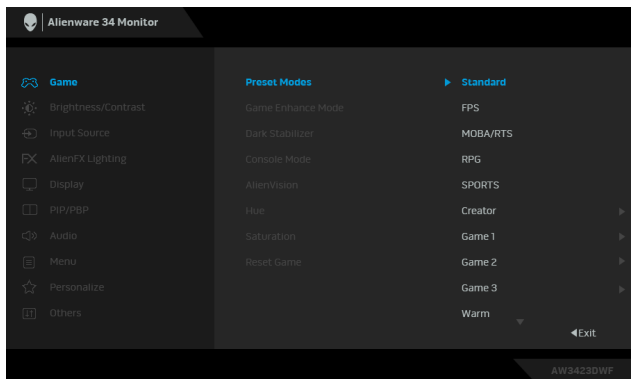 Alienware 34 Monitor
Game
Preset Modes
Standard
Brightness/Contrast
Game Enhance Mode
FPS
Input Source
Dark Stabilizer
MOBA/RTS
FX AlienFX Lighting
Console Mode
RPG
Display
AlienVision
SPORTS
PIP/PBP
Hue
Creator
Audio
Saturation
Game 1
Menu
Reset Game
Game 2
Personalize
Game 3
Others
Warm
Exit
AW3423DWF